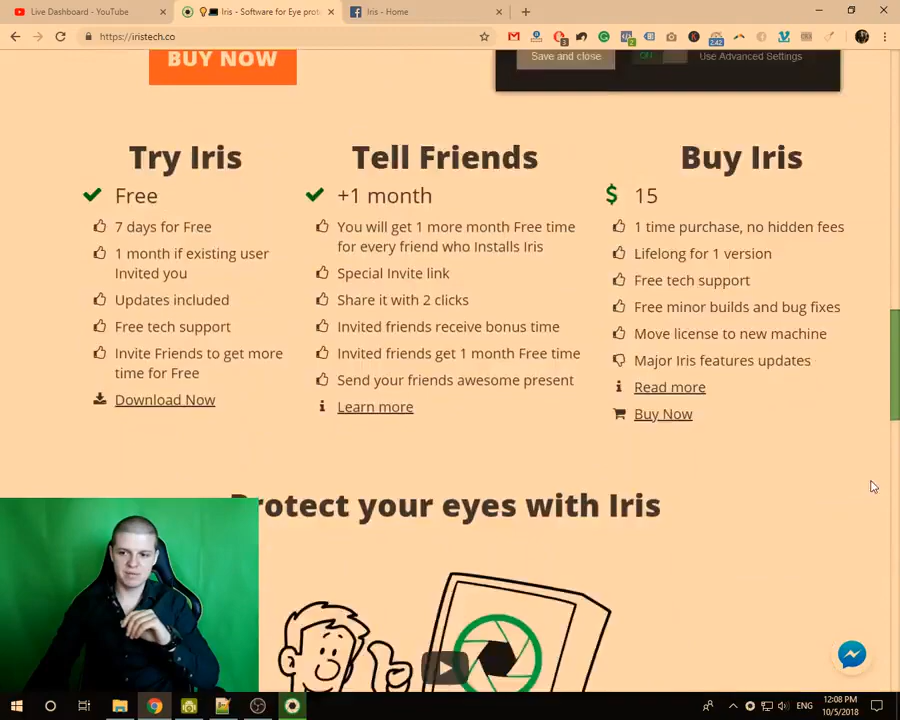 Live Dashboard - YouTube
Iris - Software for Eye prot
Iris - Home
https://iristech.co
3
2
2.42
BUY NOW
Save and close
ON
Use Advanced Settings
Try Iris
Free
7 days for Free
1 month if existing user
Invited you
Updates included
Free tech support
Invite Friends to get more
time for Free
Download Now
Tell Friends
+1 month
You will get 1 more month Free time
for every friend who Installs Iris
Special Invite link
Share it with 2 clicks
Invited friends receive bonus time
Invited friends get 1 month Free time
Send your friends awesome present
Learn more
Buy Iris
$ 15
1 time purchase, no hidden fees
Lifelong for 1 version
Free tech support
Free minor builds and bug fixes
Move license to new machine
Major Iris features updates
Read more
Buy Now
Protect your eyes with Iris
ENG
12:08 PM
10/5/2018